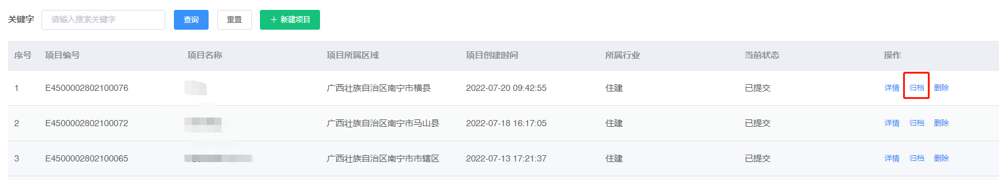 关键字 请输入搜索关键字 查询 重置 + 新建项目
序号 项目编号 项目名称 项目所属区域 项目创建时间 所属行业 当前状态 操作
1 E4500002802100076 广西壮族自治区南宁市横县 2022-07-20 09:42:55 住建 已提交 详情 归档 删除
2 E4500002802100072 广西壮族自治区南宁市马山县 2022-07-18 16:17:05 住建 已提交 详情 归档 删除
3 E4500002802100065 广西壮族自治区南宁市市辖区 2022-07-13 17:21:37 住建 已提交 详情 归档 删除